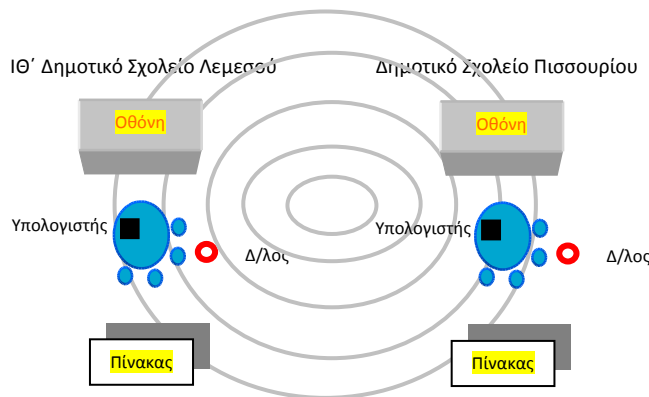 ΙΘ΄ Δημοτικό Σχολείο Λεμεσού
Δημοτικό Σχολείο Πισσουρίου
Οθόνη
Οθόνη
Υπολογιστής
Δ/λος
Υπολογιστής
Δ/λος
Πίνακας
Πίνακας